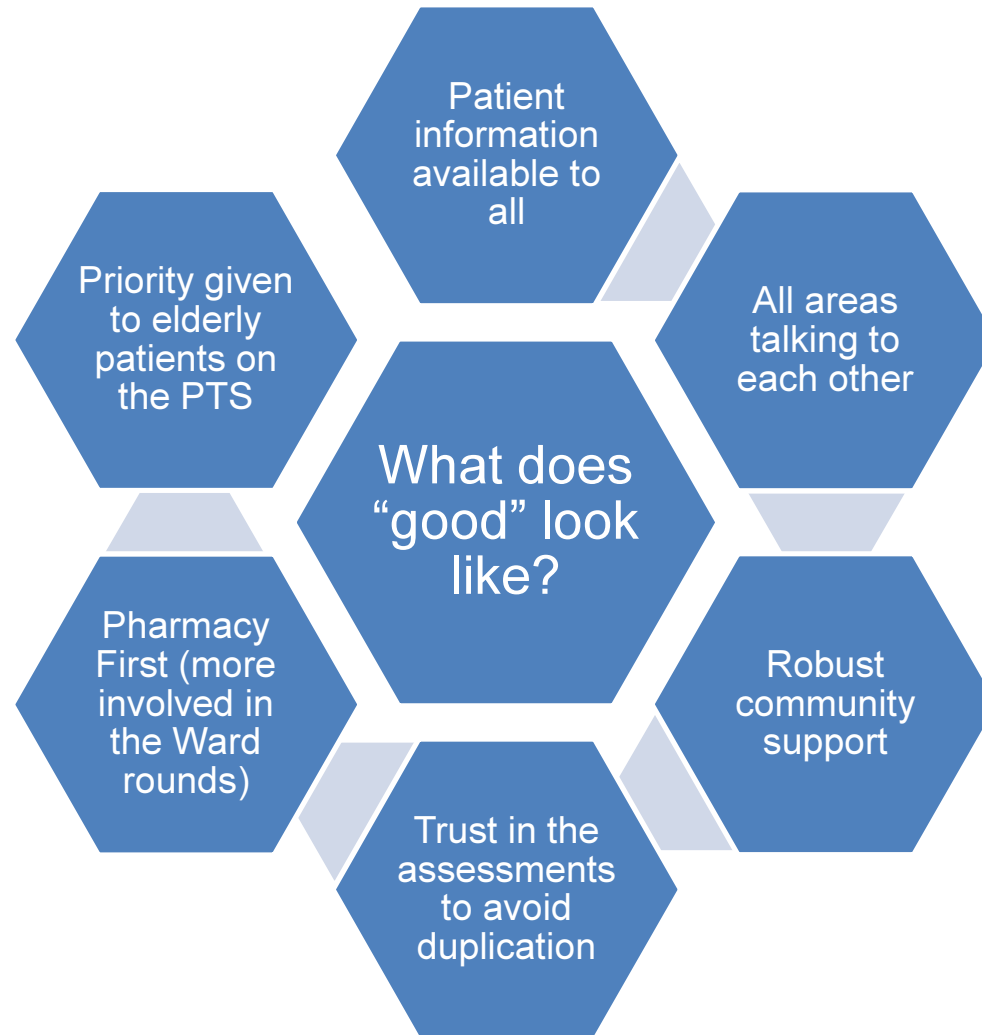 Patient
information
available to
all
All areas
talking to
each other
Robust
community
support
Trust in the
assessments
to avoid
duplication
Pharmacy
First (more
involved in
the Ward
rounds)
Priority given
to elderly
patients on
the PTS
What does
“good” look
like?